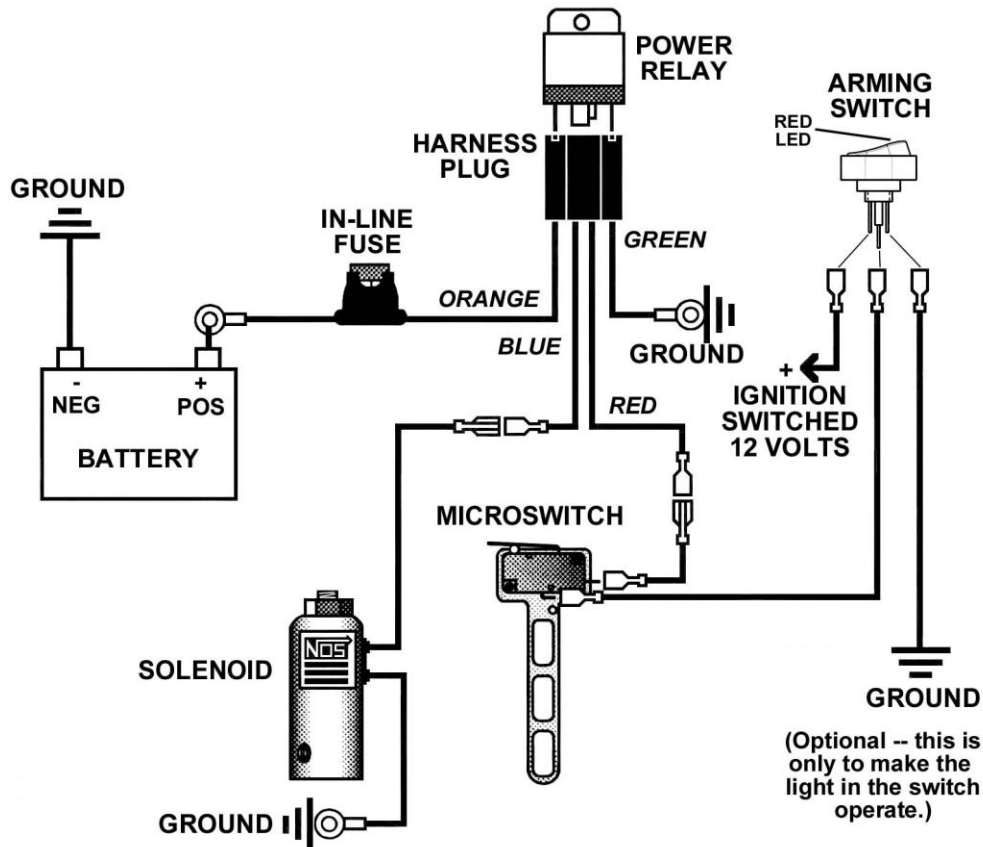 POWER
RELAY
ARMING
SWITCH
RED
LED
HARNESS
PLUG
GROUND
IN-LINE
FUSE
GREEN
ORANGE
BLUE
GROUND
+
IGNITION
SWITCHED
12 VOLTS
- +
NEG POS
BATTERY
RED
MICROSWITCH
NOS
SOLENOID
GROUND
(Optional -- this is
only to make the
light in the switch
operate.)
GROUND